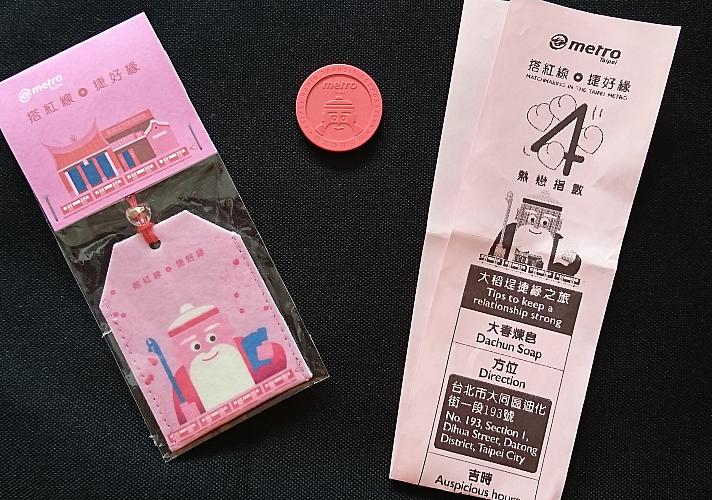 metro
Taipei
搭紅線 捷好緣
搭紅線 捷好緣
metro
metro
Taipei
搭紅線 捷好緣
MATCHMAKING IN THE TAIPEI METRO
4
熱戀指數
大稻埕捷緣之旅
Tips to keep a
relationship strong
大春煉皂
Dachun Soap
方位
Direction
台北市大同區迪化
街一段193號
No. 193, Section 1,
Dihua Street, Datong
District, Taipei City
吉時
Auspicious hours